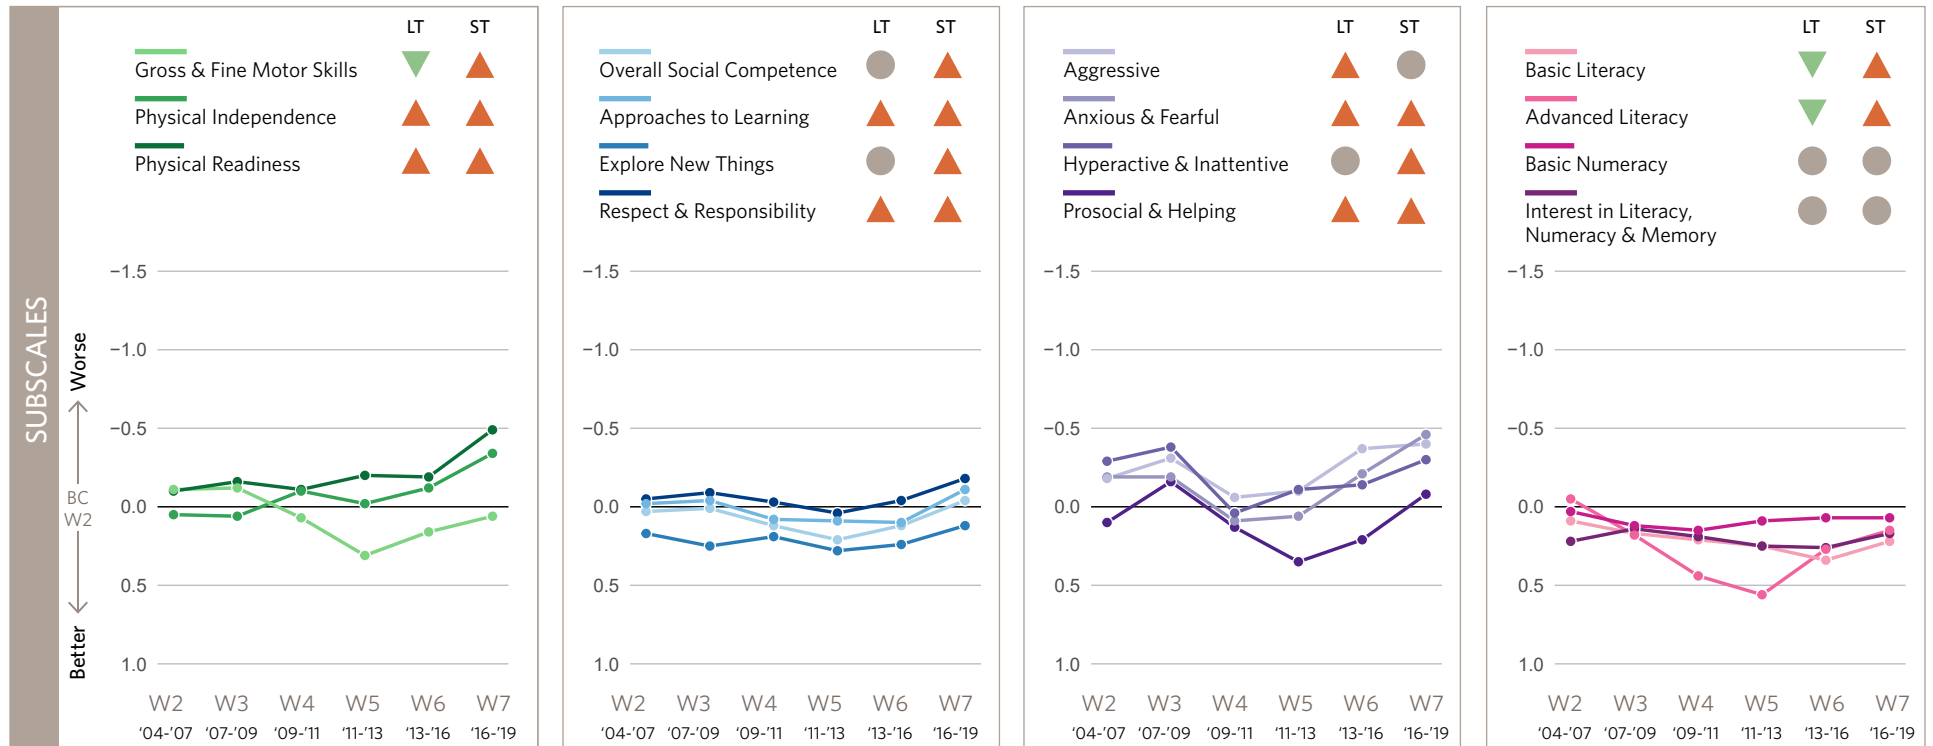 SUBSCALES
Worse
BC
W2
Better
LT ST
Gross & Fine Motor Skills
Physical Independence
Physical Readiness
−1.5
−1.0
−0.5
0.0
0.5
1.0
W2 W3 W4 W5 W6 W7
‘04-’07 ‘07-’09 ‘09-’11 ‘11-’13 ‘13-’16 ‘16-’19
LT ST
Overall Social Competence
Approaches to Learning
Explore New Things
Respect & Responsibility
−1.5
−1.0
−0.5
0.0
0.5
1.0
W2 W3 W4 W5 W6 W7
‘04-’07 ‘07-’09 ‘09-’11 ‘11-’13 ‘13-’16 ‘16-’19
LT ST
Aggressive
Anxious & Fearful
Hyperactive & Inattentive
Prosocial & Helping
−1.5
−1.0
−0.5
0.0
0.5
1.0
W2 W3 W4 W5 W6 W7
‘04-’07 ‘07-’09 ‘09-’11 ‘11-’13 ‘13-’16 ‘16-’19
LT ST
Basic Literacy
Advanced Literacy
Basic Numeracy
Interest in Literacy,
Numeracy & Memory
−1.5
−1.0
−0.5
0.0
0.5
1.0
W2 W3 W4 W5 W6 W7
‘04-’07 ‘07-’09 ‘09-’11 ‘11-’13 ‘13-’16 ‘16-’19